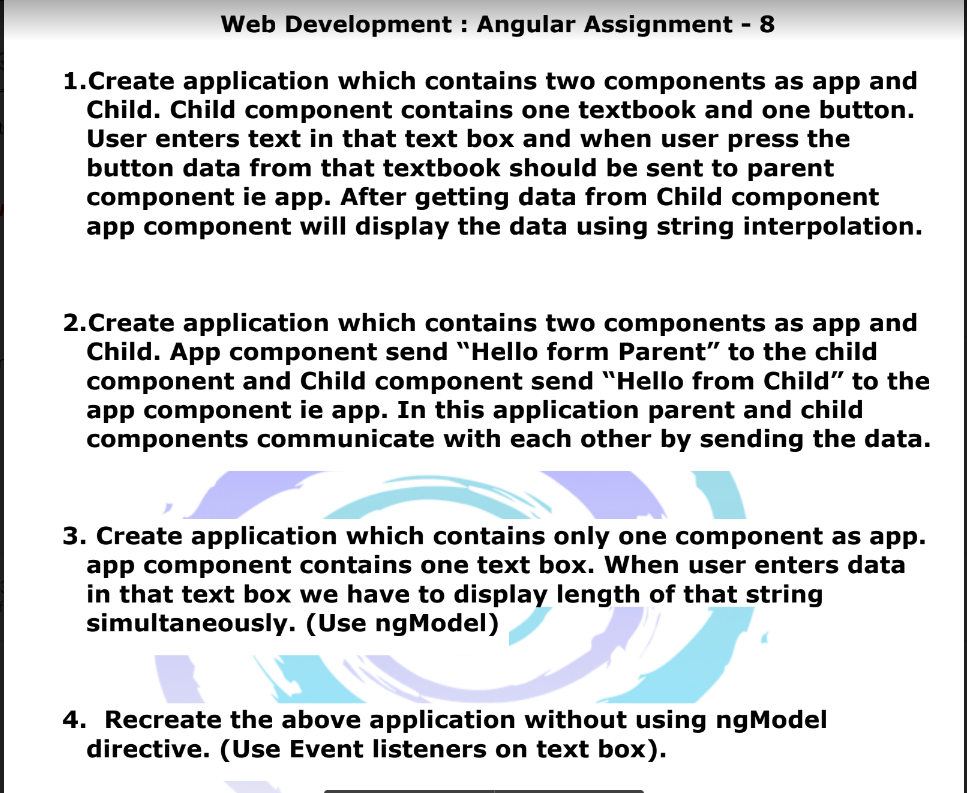 Web Development : Angular Assignment - 8
1.Create application which contains two components as app and
Child. Child component contains one textbook and one button.
User enters text in that text box and when user press the
button data from that textbook should be sent to parent
component ie app. After getting data from Child component
app component will display the data using string interpolation.
2.Create application which contains two components as app and
Child. App component send “Hello form Parent” to the child
component and Child component send “Hello from Child” to the
app component ie app. In this application parent and child
components communicate with each other by sending the data.
3. Create application which contains only one component as app.
app component contains one text box. When user enters data
in that text box we have to display length of that string
simultaneously. (Use ngModel)
4. Recreate the above application without using ngModel
directive. (Use Event listeners on text box).